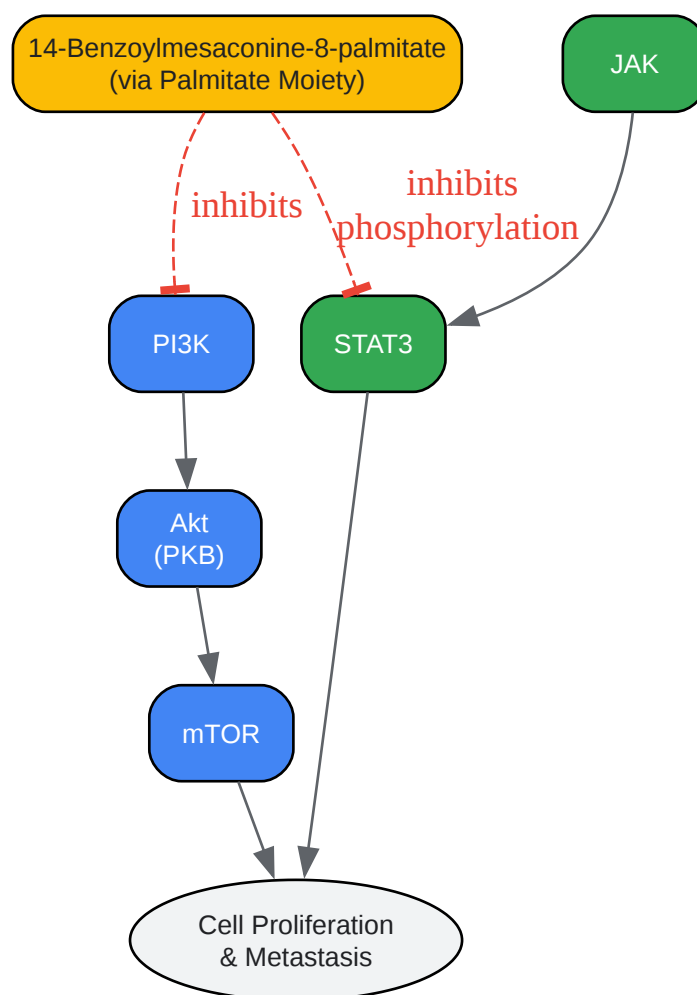 14-Benzoylmesaconine-8-palmitate
(via Palmitate Moiety)
JAK
inhibits
inhibits
phosphorylation
PI3K
STAT3
Akt
(PKB)
mTOR
Cell Proliferation
& Metastasis